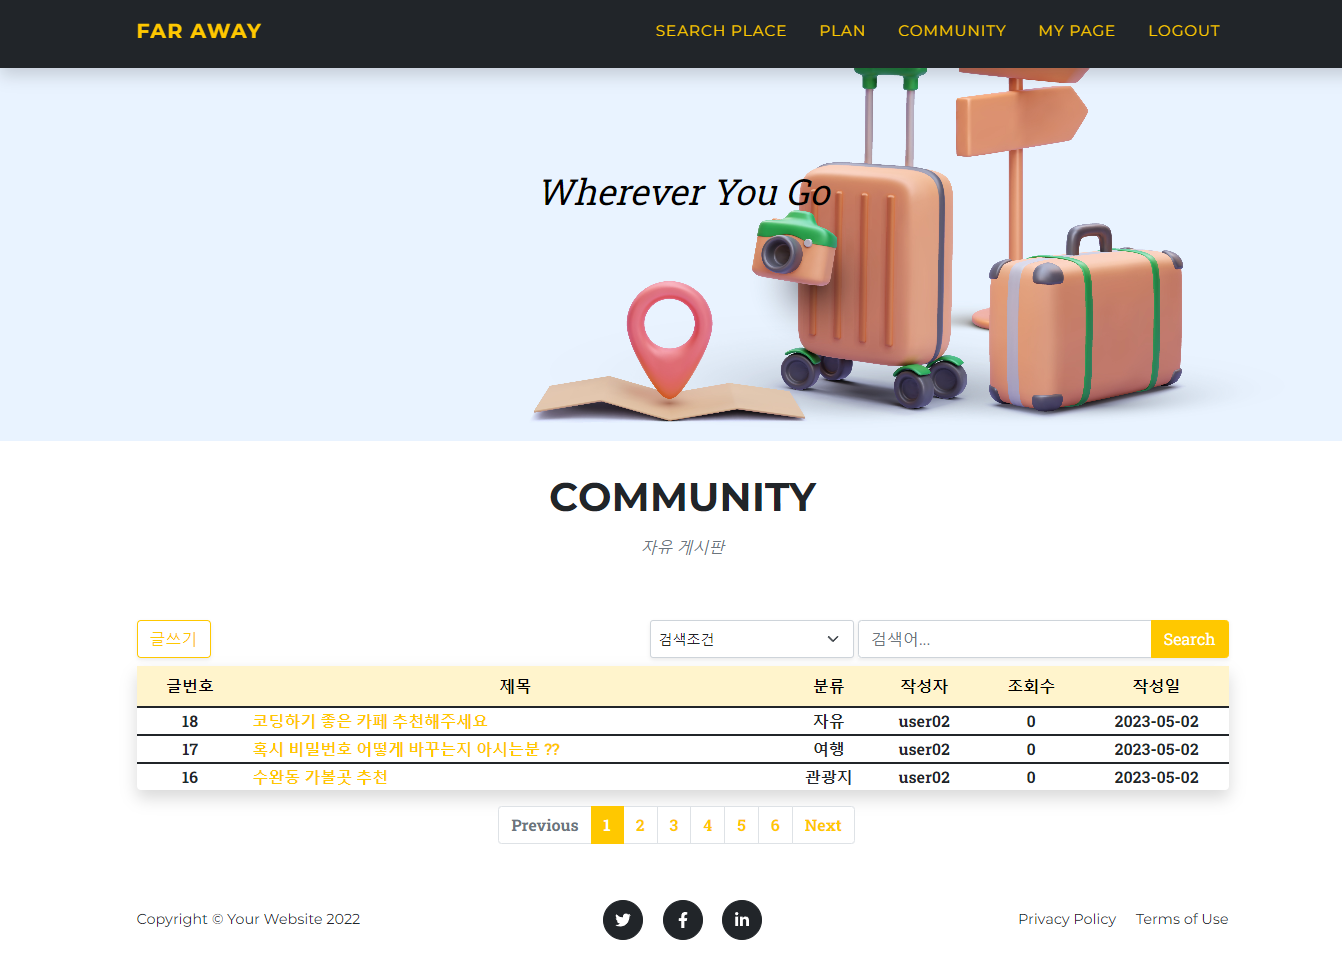 FAR AWAY SEARCH PLACE PLAN COMMUNITY MY PAGE LOGOUT
Wherever You Go
COMMUNITY
자유 게시판
글쓰기 검색조건 검색어... Search
글번호 제목 분류 작성자 조회수 작성일
18 코딩하기 좋은 카페 추천해주세요 자유 user02 0 2023-05-02
17 혹시 비밀번호 어떻게 바꾸는지 아시는분 ?? 여행 user02 0 2023-05-02
16 수완동 가볼곳 추천 관광지 user02 0 2023-05-02
Previous 1 2 3 4 5 6 Next
Copyright © Your Website 2022 Privacy Policy Terms of Use